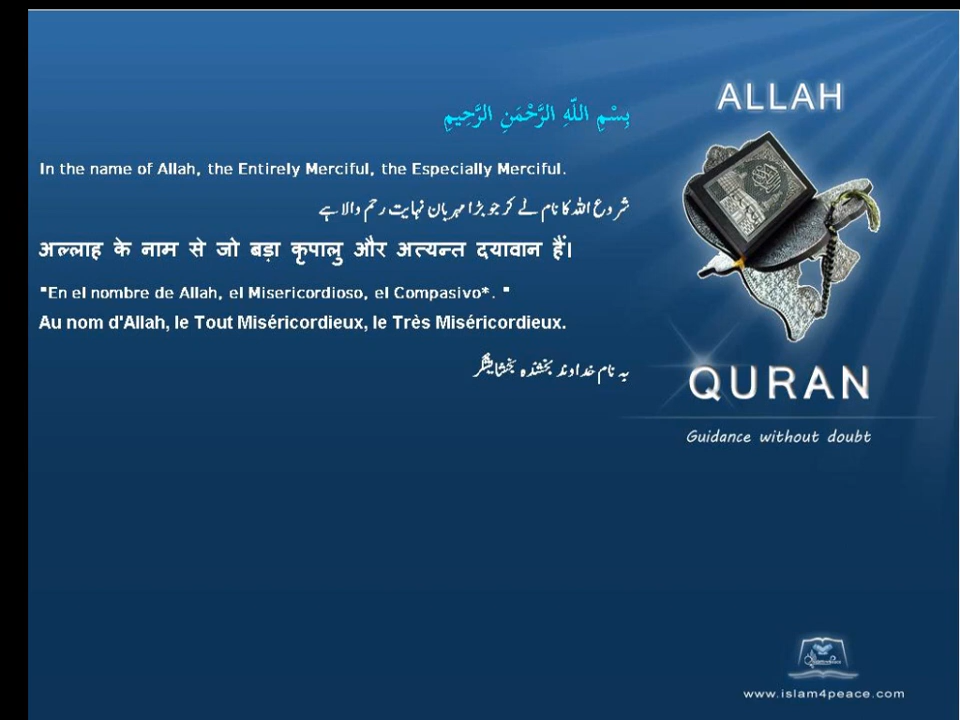 بِسْمِ اللّهِ الرَّحْمَنِ الرَّحِيمِ
In the name of Allah, the Entirely Merciful, the Especially Merciful.
شروع الله کا نام لے کر جو بڑا مہربان نہایت رحم والا ہے
अल्लाह के नाम से जो बड़ा कृपालु और अत्यन्त दयावान हैं।
"En el nombre de Allah, el Misericordioso, el Compasivo*. "
Au nom d'Allah, le Tout Miséricordieux, le Très Miséricordieux.
به نام خداوند بخشنده بخشایشگر
ALLAH
QURAN
Guidance without doubt
www.islam4peace.com